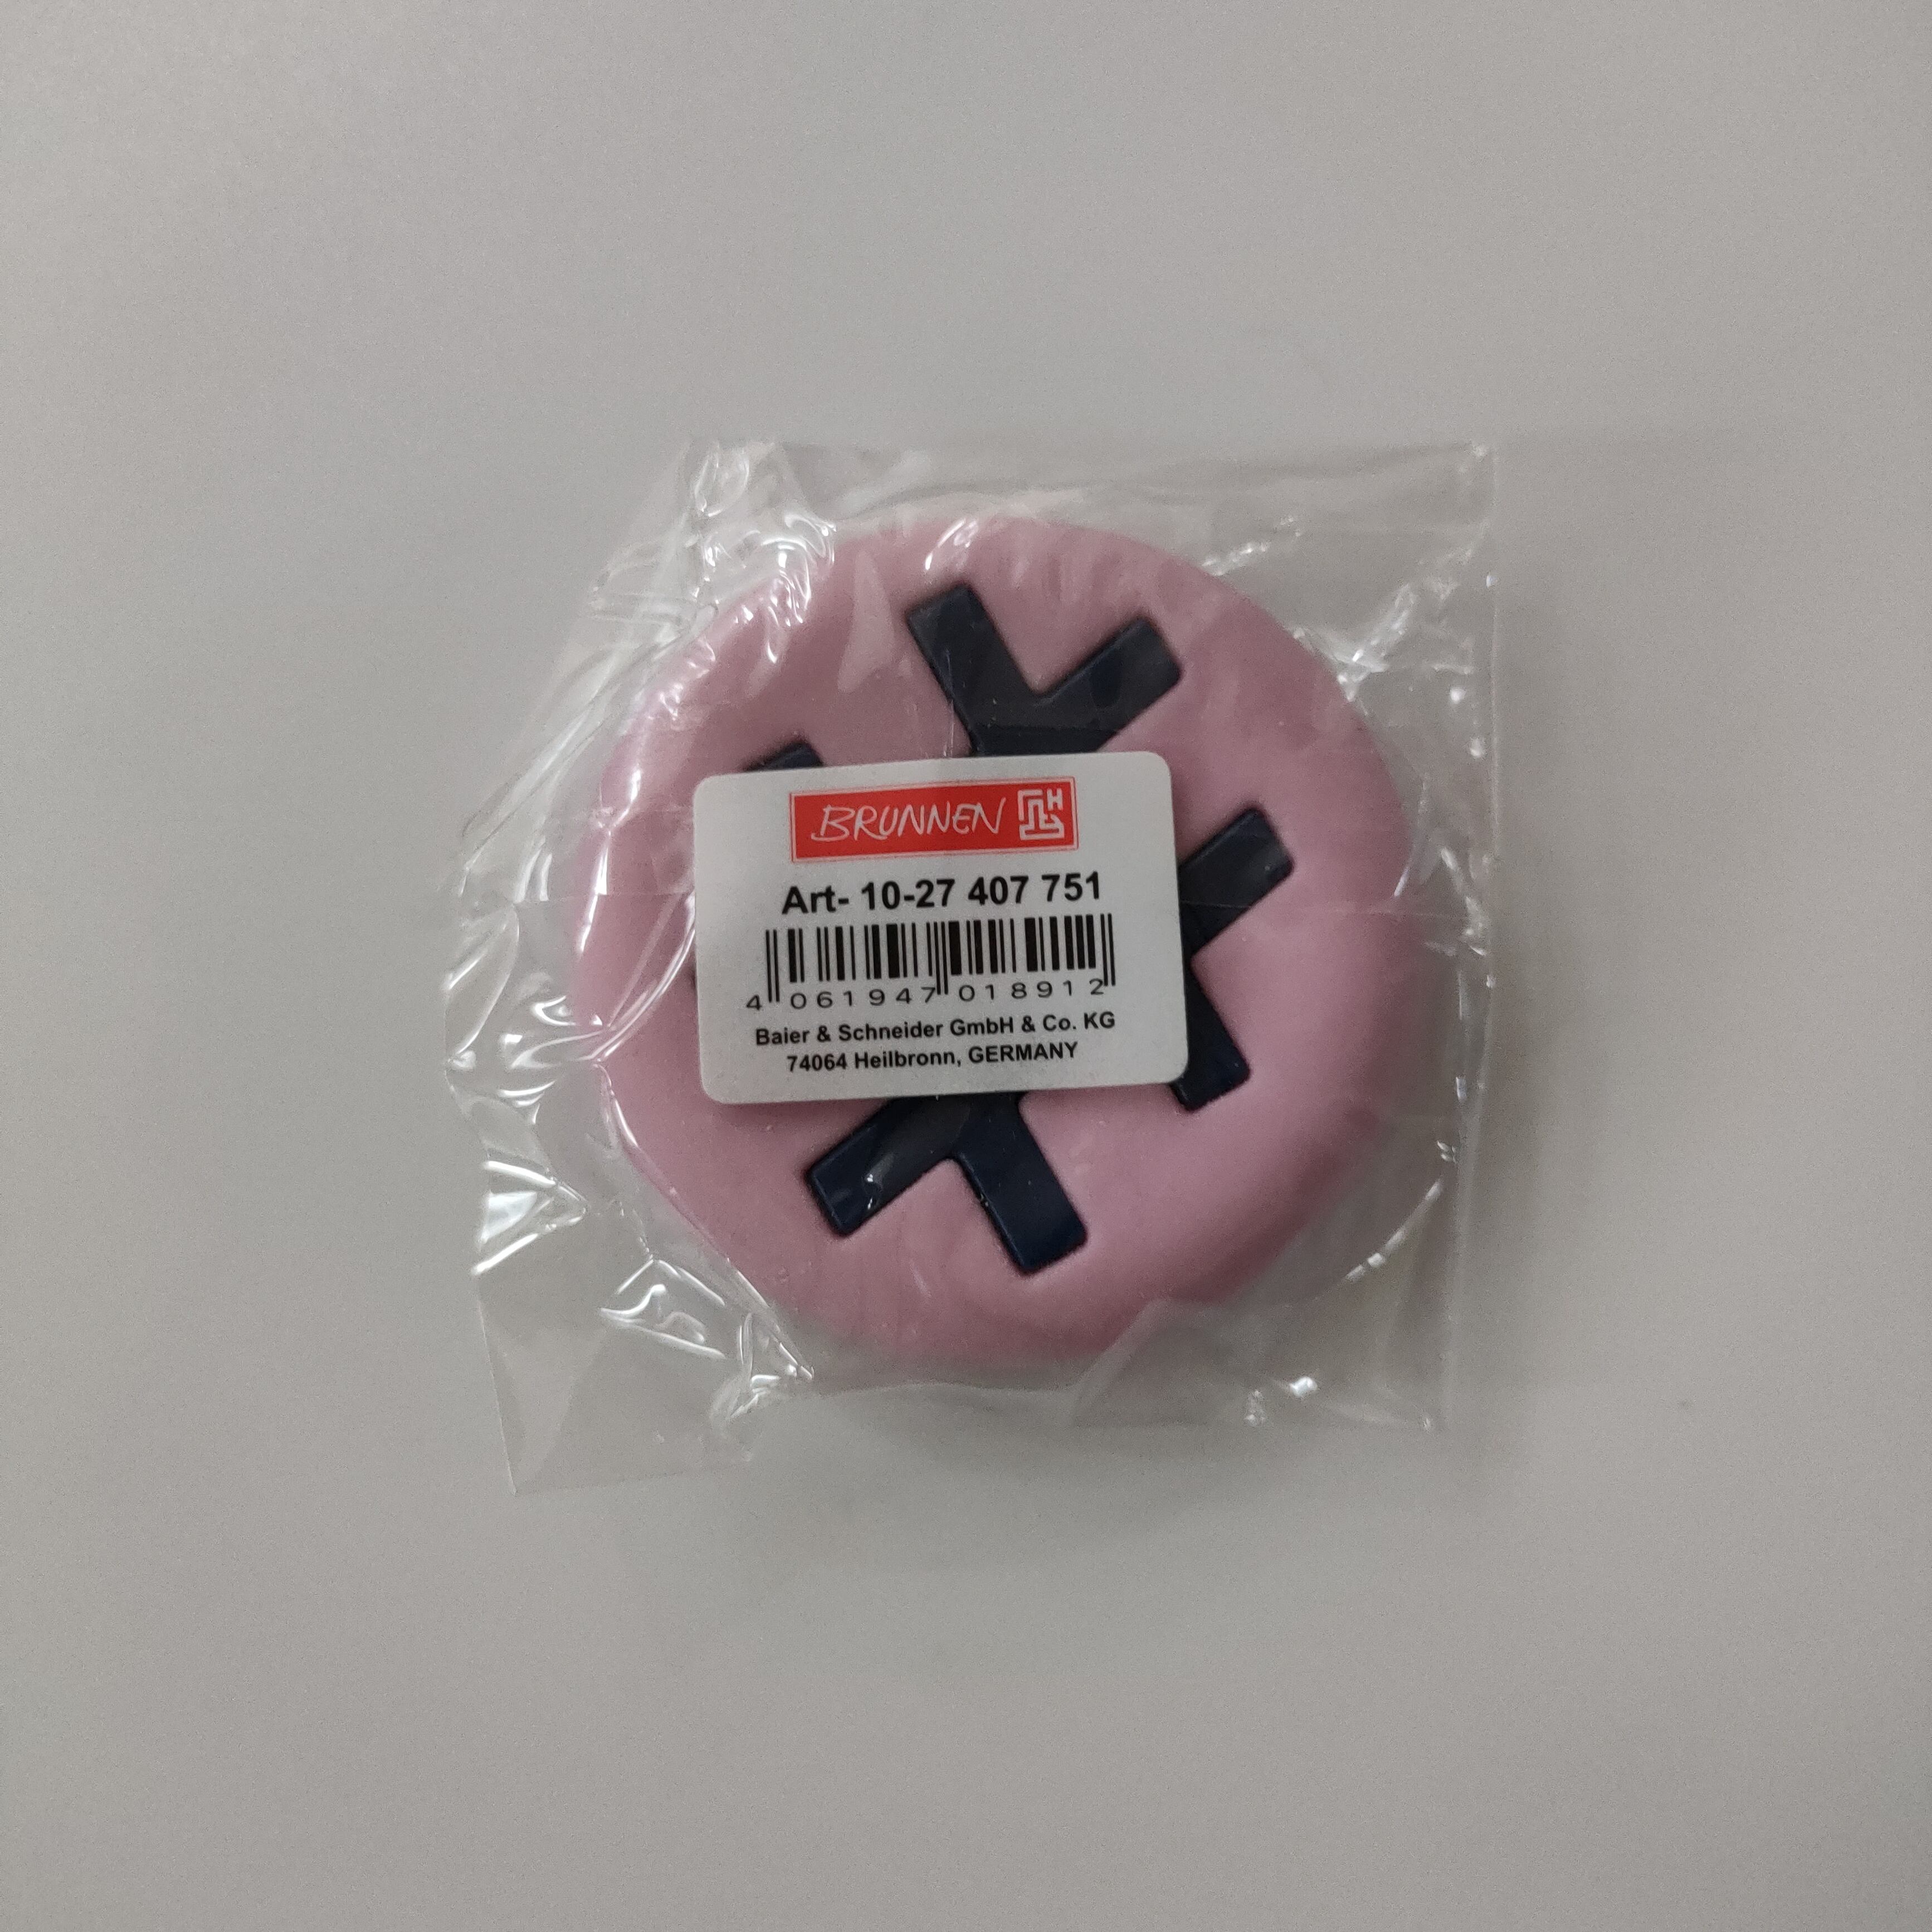 BRUNNEN
Art- 10-27 407 751
4 061947 018912
Baier & Schneider GmbH & Co. KG
74064 Heilbronn, GERMANY